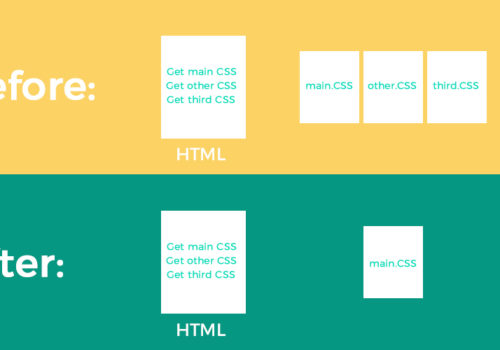 efore:
Get main CSS
Get other CSS
Get third CSS
main.CSS other.CSS third.CSS
HTML
fter:
Get main CSS
Get other CSS
Get third CSS
main.CSS
HTML